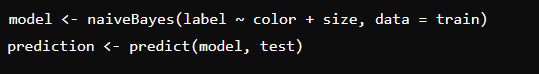 model <- naiveBayes(label ~ color + size, data = train)
prediction <- predict(model, test)